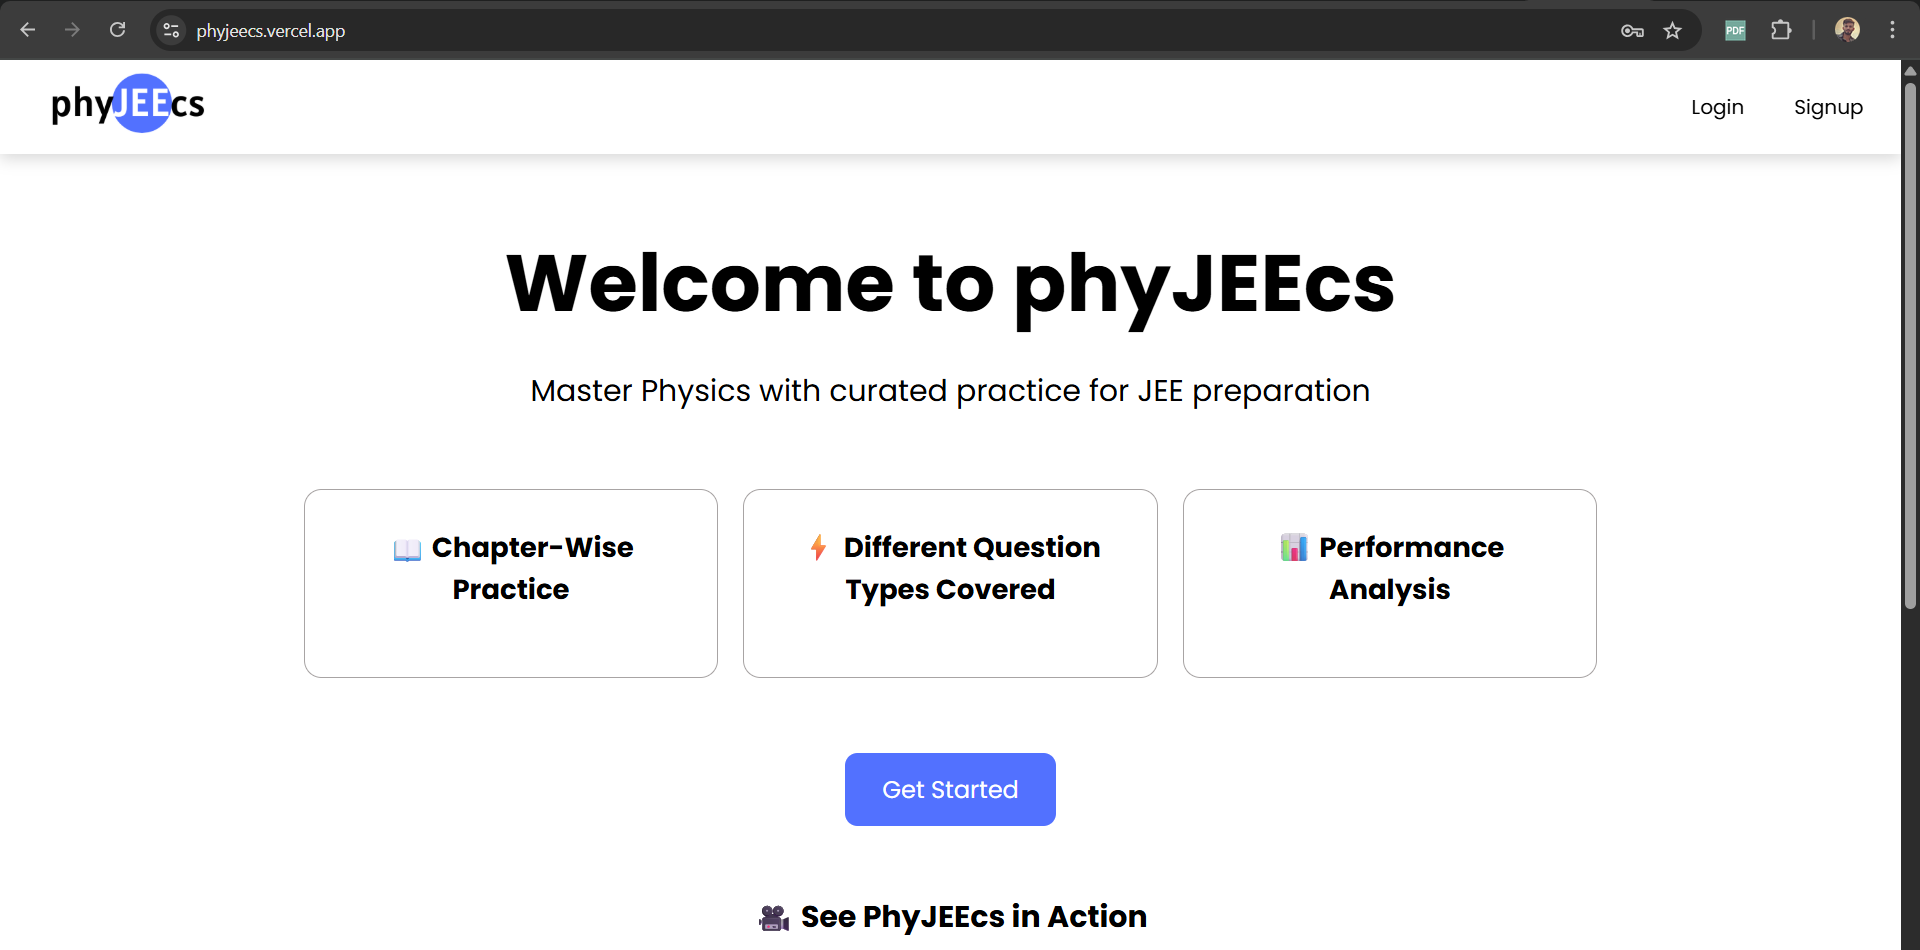 phyjeecs.vercel.app
PDF
phyJEEcs
Login
Signup
Welcome to phyJEEcs
Master Physics with curated practice for JEE preparation
Chapter-Wise
Practice
Different Question
Types Covered
Performance
Analysis
Get Started
See PhyJEEcs in Action